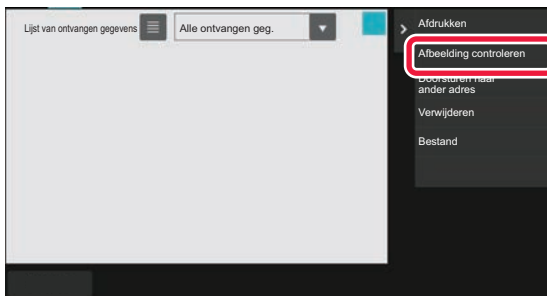 Lijst van ontvangen gegevens
Alle ontvangen geg.
Afdrukken
Afbeelding controleren
Doorsturen naar
ander adres
Verwijderen
Bestand